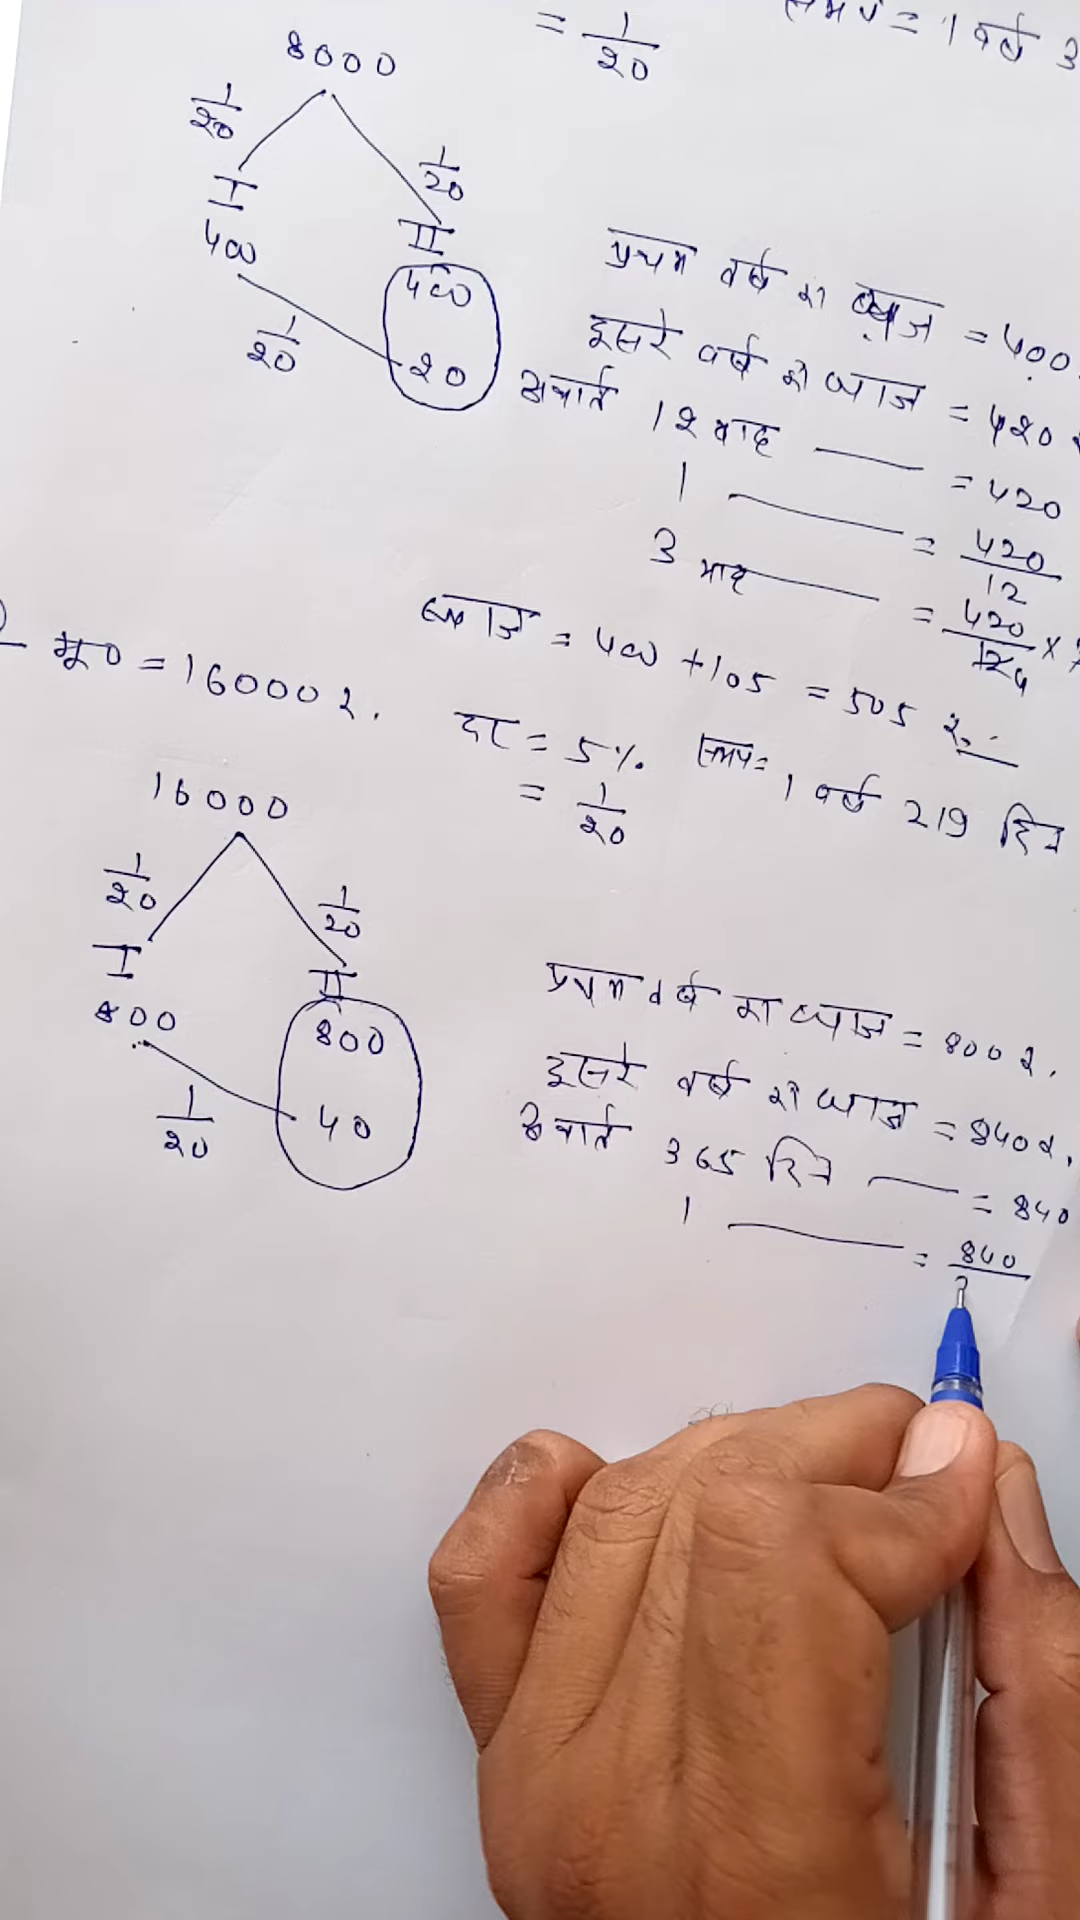 = 1/20
समय = 1 वर्ष 3
8000
1/20
1/20
I
II
400
400
1/20
20
प्रथम वर्ष का ब्याज = 400
दूसरे वर्ष का ब्याज = 420
अर्थात 12 माह —— = 420
1 —— = 420/12
3 माह —— = 420/12 4 ×
ब्याज = 400 + 105 = 505 रु.
मू0 = 16000 रु.
दर = 5%
समय = 1 वर्ष 219 दिन
= 1/20
16000
1/20
1/20
I
II
800
800
1/20
40
प्रथम वर्ष का ब्याज = 800 रु.
दूसरे वर्ष का ब्याज = 840 रु.
अर्थात 365 दिन —— = 840
1 —— = 840/